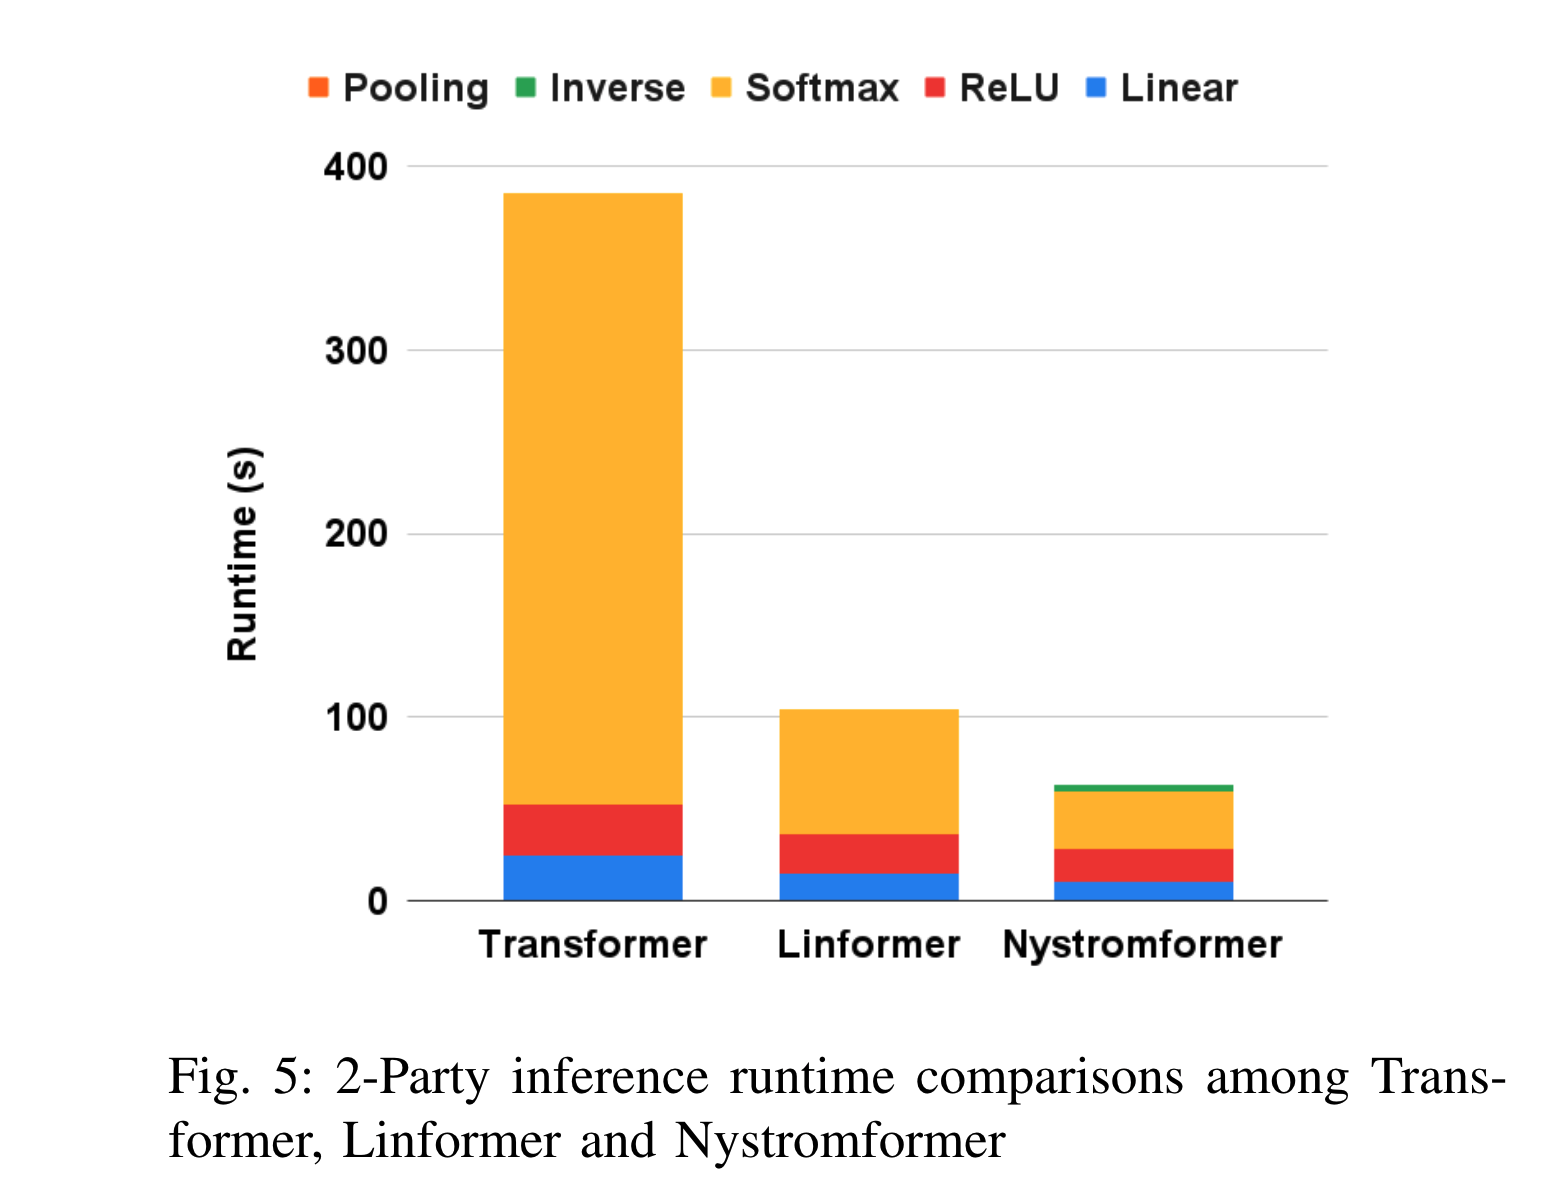 Pooling Inverse Softmax ReLU Linear
400
300
200
100
0
Runtime (s)
Transformer Linformer Nystromformer
Fig. 5: 2-Party inference runtime comparisons among Trans-
former, Linformer and Nystromformer